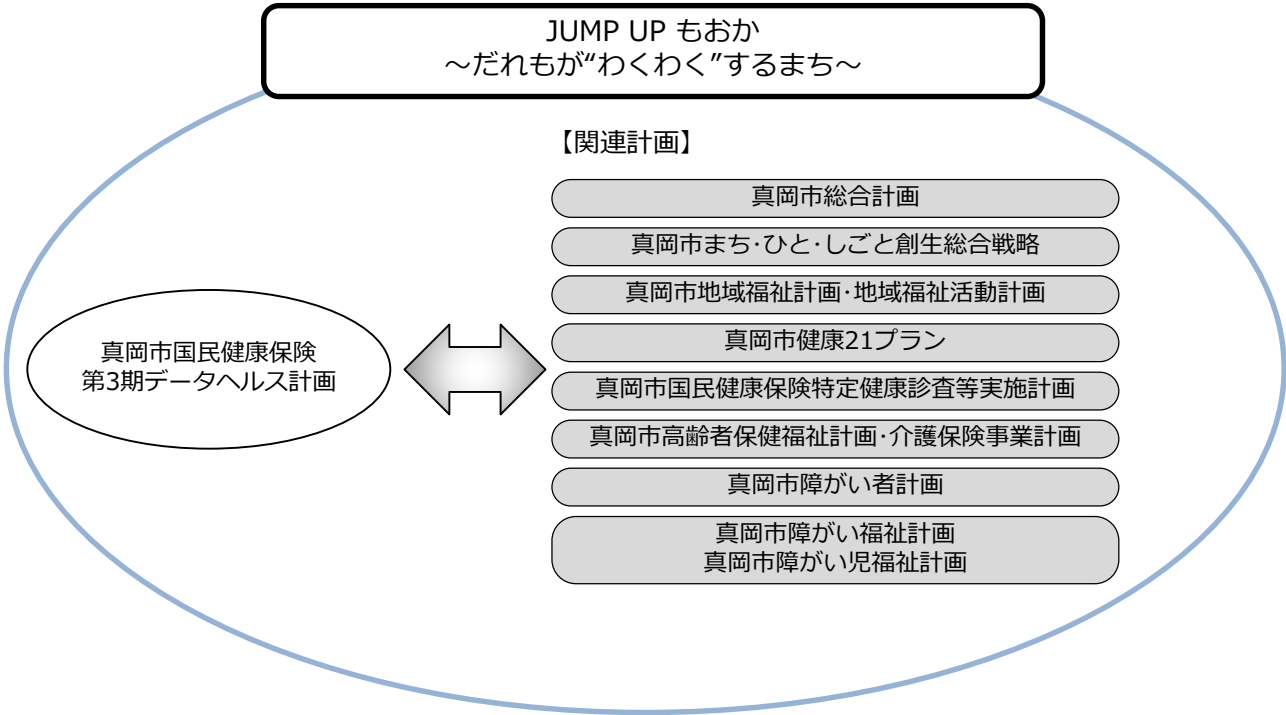 JUMP UP もおか
～だれもが“わくわく”するまち～
【関連計画】
真岡市総合計画
真岡市まち・ひと・しごと創生総合戦略
真岡市地域福祉計画・地域福祉活動計画
真岡市健康21プラン
真岡市国民健康保険特定健康診査等実施計画
真岡市高齢者保健福祉計画・介護保険事業計画
真岡市障がい者計画
真岡市障がい福祉計画
真岡市障がい児福祉計画
真岡市国民健康保険
第3期データヘルス計画